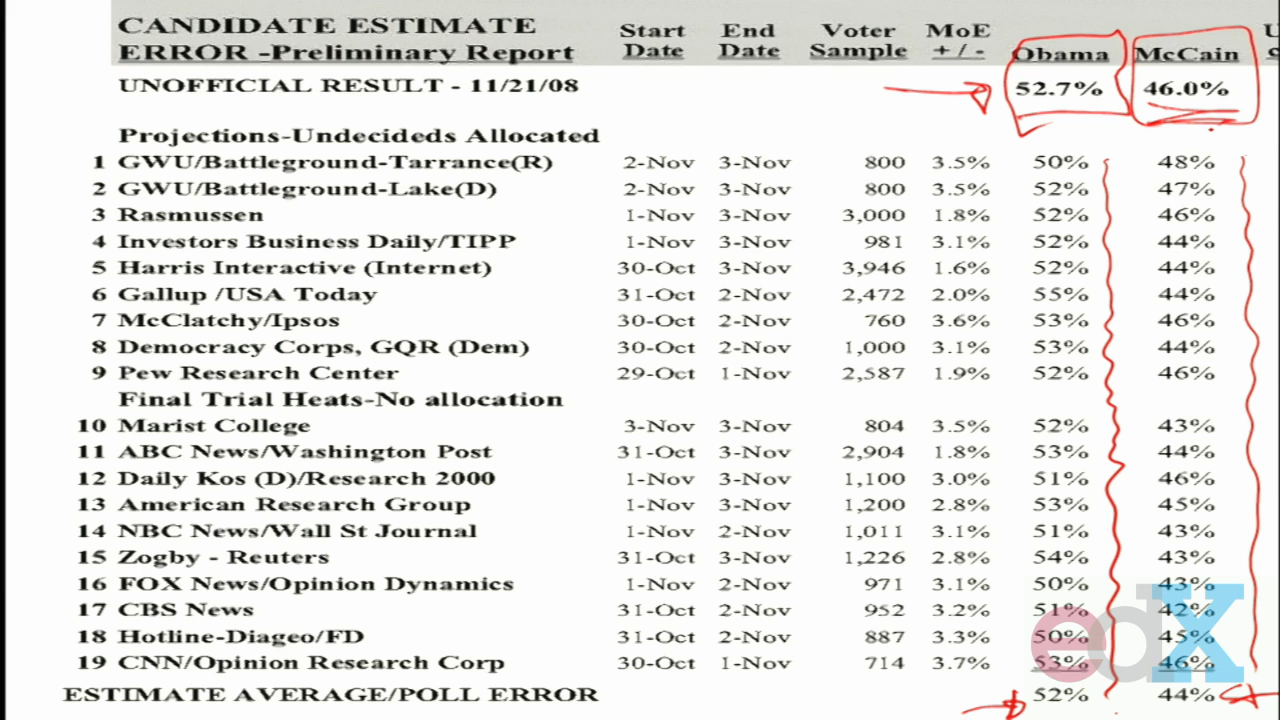 CANDIDATE ESTIMATE Start End Voter MoE
ERROR -Preliminary Report Date Date Sample + / - Obama McCain
UNOFFICIAL RESULT - 11/21/08 52.7% 46.0%
Projections-Undecideds Allocated
1 GWU/Battleground-Tarrance(R) 2-Nov 3-Nov 800 3.5% 50% 48%
2 GWU/Battleground-Lake(D) 2-Nov 3-Nov 800 3.5% 52% 47%
3 Rasmussen 1-Nov 3-Nov 3,000 1.8% 52% 46%
4 Investors Business Daily/TIPP 1-Nov 3-Nov 981 3.1% 52% 44%
5 Harris Interactive (Internet) 30-Oct 3-Nov 3,946 1.6% 52% 44%
6 Gallup /USA Today 31-Oct 2-Nov 2,472 2.0% 55% 44%
7 McClatchy/Ipsos 30-Oct 2-Nov 760 3.6% 53% 46%
8 Democracy Corps, GQR (Dem) 30-Oct 2-Nov 1,000 3.1% 53% 44%
9 Pew Research Center 29-Oct 1-Nov 2,587 1.9% 52% 46%
Final Trial Heats-No allocation
10 Marist College 3-Nov 3-Nov 804 3.5% 52% 43%
11 ABC News/Washington Post 31-Oct 3-Nov 2,904 1.8% 53% 44%
12 Daily Kos (D)/Research 2000 1-Nov 3-Nov 1,100 3.0% 51% 46%
13 American Research Group 1-Nov 3-Nov 1,200 2.8% 53% 45%
14 NBC News/Wall St Journal 1-Nov 2-Nov 1,011 3.1% 51% 43%
15 Zogby - Reuters 31-Oct 3-Nov 1,226 2.8% 54% 43%
16 FOX News/Opinion Dynamics 1-Nov 2-Nov 971 3.1% 50% 43%
17 CBS News 31-Oct 2-Nov 952 3.2% 51% 42%
18 Hotline-Diageo/FD 31-Oct 2-Nov 887 3.3% 50% 45%
19 CNN/Opinion Research Corp 30-Oct 1-Nov 714 3.7% 53% 46%
ESTIMATE AVERAGE/POLL ERROR 52% 44%
edX